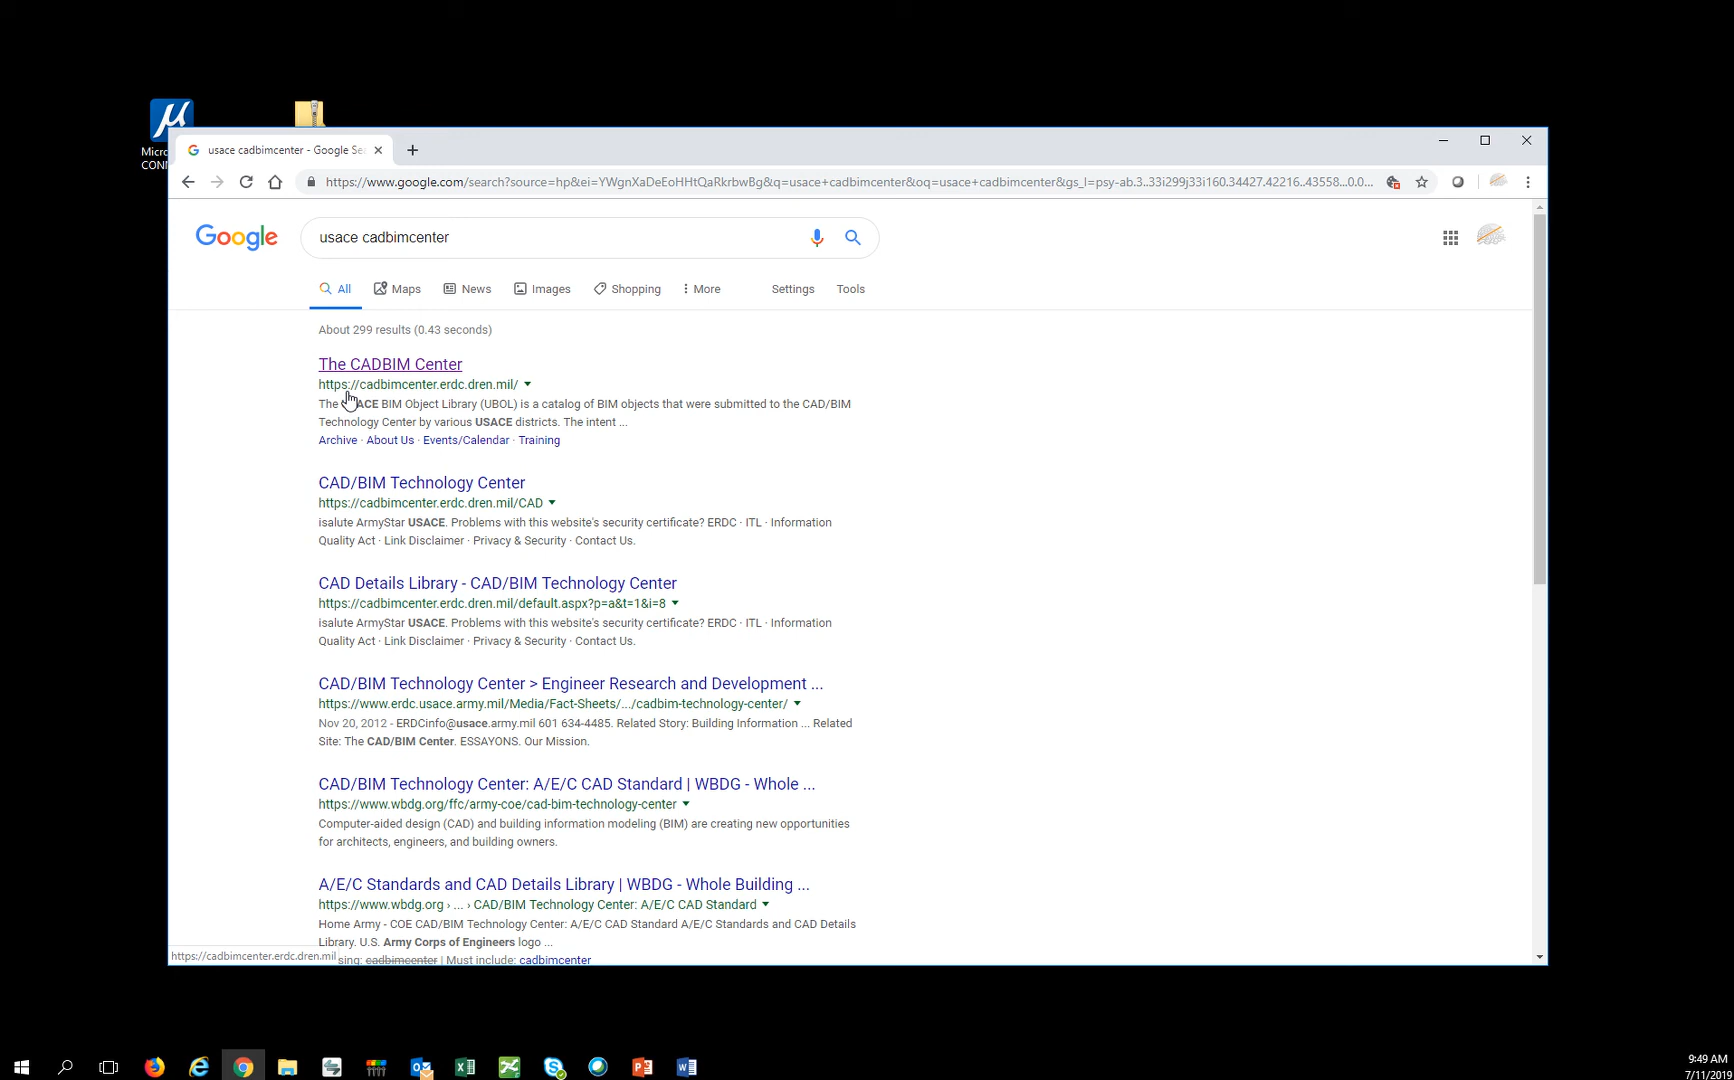 Micro
CONN
usace cadbimcenter - Google Se
https://www.google.com/search?source=hp&ei=YWgnXaDeEoHHtQaRkrbwBg&q=usace+cadbimcenter&oq=usace+cadbimcenter&gs_l=psy-ab.3..33i299j33i160.34427.42216..43558...0.0...
Google
usace cadbimcenter
All Maps News Images Shopping More Settings Tools
About 299 results (0.43 seconds)
The CADBIM Center
https://cadbimcenter.erdc.dren.mil/
The ACE BIM Object Library (UBOL) is a catalog of BIM objects that were submitted to the CAD/BIM
Technology Center by various USACE districts. The intent ...
Archive · About Us · Events/Calendar · Training
CAD/BIM Technology Center
https://cadbimcenter.erdc.dren.mil/CAD
isalute ArmyStar USACE. Problems with this website's security certificate? ERDC · ITL · Information
Quality Act · Link Disclaimer · Privacy & Security · Contact Us.
CAD Details Library - CAD/BIM Technology Center
https://cadbimcenter.erdc.dren.mil/default.aspx?p=a&t=1&i=8
isalute ArmyStar USACE. Problems with this website's security certificate? ERDC · ITL · Information
Quality Act · Link Disclaimer · Privacy & Security · Contact Us.
CAD/BIM Technology Center > Engineer Research and Development ...
https://www.erdc.usace.army.mil/Media/Fact-Sheets/.../cadbim-technology-center/
Nov 20, 2012 - ERDCinfo@usace.army.mil 601 634-4485. Related Story: Building Information ... Related
Site: The CAD/BIM Center. ESSAYONS. Our Mission.
CAD/BIM Technology Center: A/E/C CAD Standard | WBDG - Whole ...
https://www.wbdg.org/ffc/army-coe/cad-bim-technology-center
Computer-aided design (CAD) and building information modeling (BIM) are creating new opportunities
for architects, engineers, and building owners.
A/E/C Standards and CAD Details Library | WBDG - Whole Building ...
https://www.wbdg.org › ... › CAD/BIM Technology Center: A/E/C CAD Standard
Home Army - COE CAD/BIM Technology Center: A/E/C CAD Standard A/E/C Standards and CAD Details
Library. U.S. Army Corps of Engineers logo ...
https://cadbimcenter.erdc.dren.mil sing: cadbimcenter | Must include: cadbimcenter
9:49 AM
7/11/2019